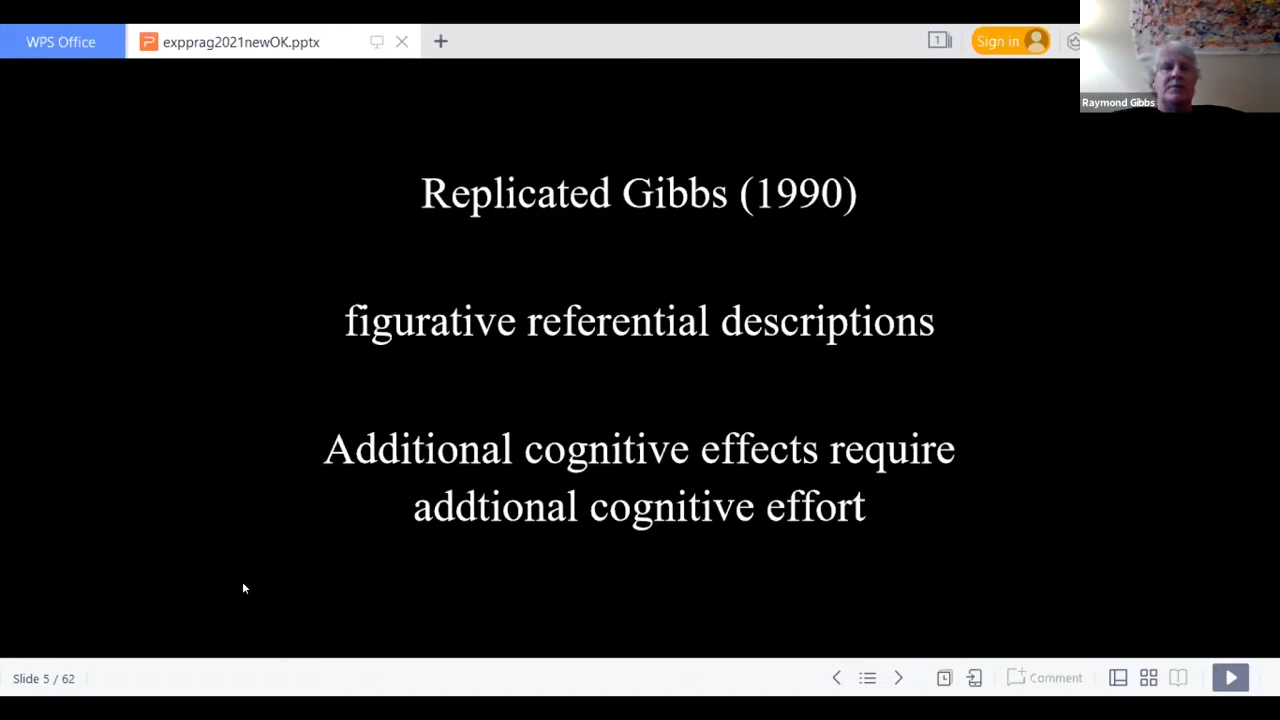 WPS Office
expprag2021newOK.pptx
1
Sign in
Raymond Gibbs
Replicated Gibbs (1990)
figurative referential descriptions
Additional cognitive effects require
addtional cognitive effort
Slide 5 / 62
Comment